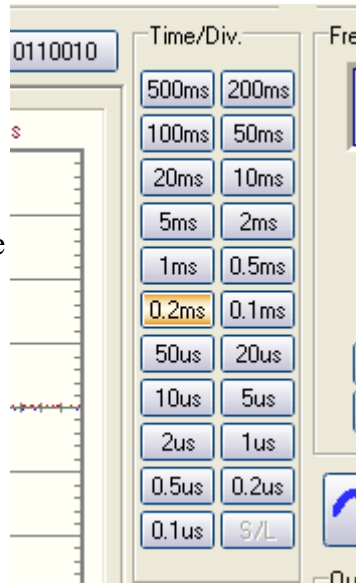 Time/Div.
Fre
0110010
500ms 200ms
s
100ms 50ms
20ms 10ms
5ms 2ms
e
1ms 0.5ms
0.2ms 0.1ms
50us 20us
10us 5us
2us 1us
0.5us 0.2us
0.1us S/L